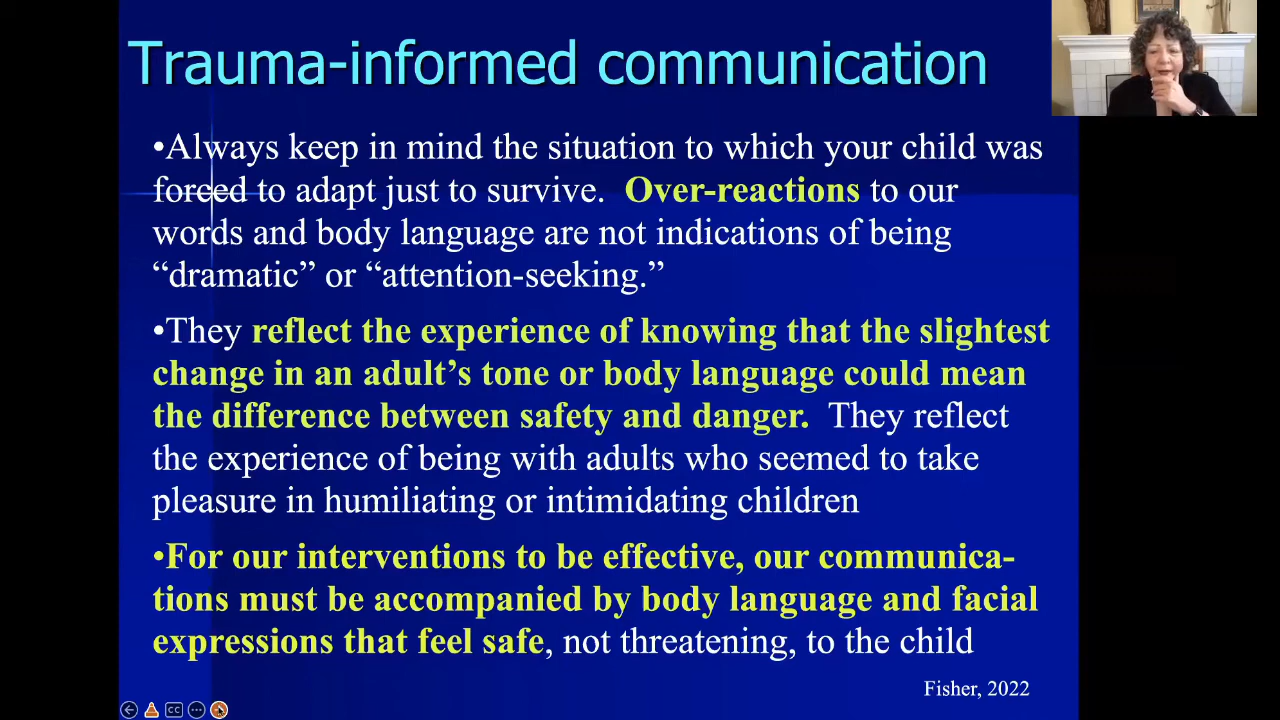 Trauma-informed communication
•Always keep in mind the situation to which your child was
forced to adapt just to survive.  Over-reactions to our
words and body language are not indications of being
“dramatic” or “attention-seeking.”
•They reflect the experience of knowing that the slightest
change in an adult’s tone or body language could mean
the difference between safety and danger.  They reflect
the experience of being with adults who seemed to take
pleasure in humiliating or intimidating children
•For our interventions to be effective, our communica-
tions must be accompanied by body language and facial
expressions that feel safe, not threatening, to the child
Fisher, 2022
CC